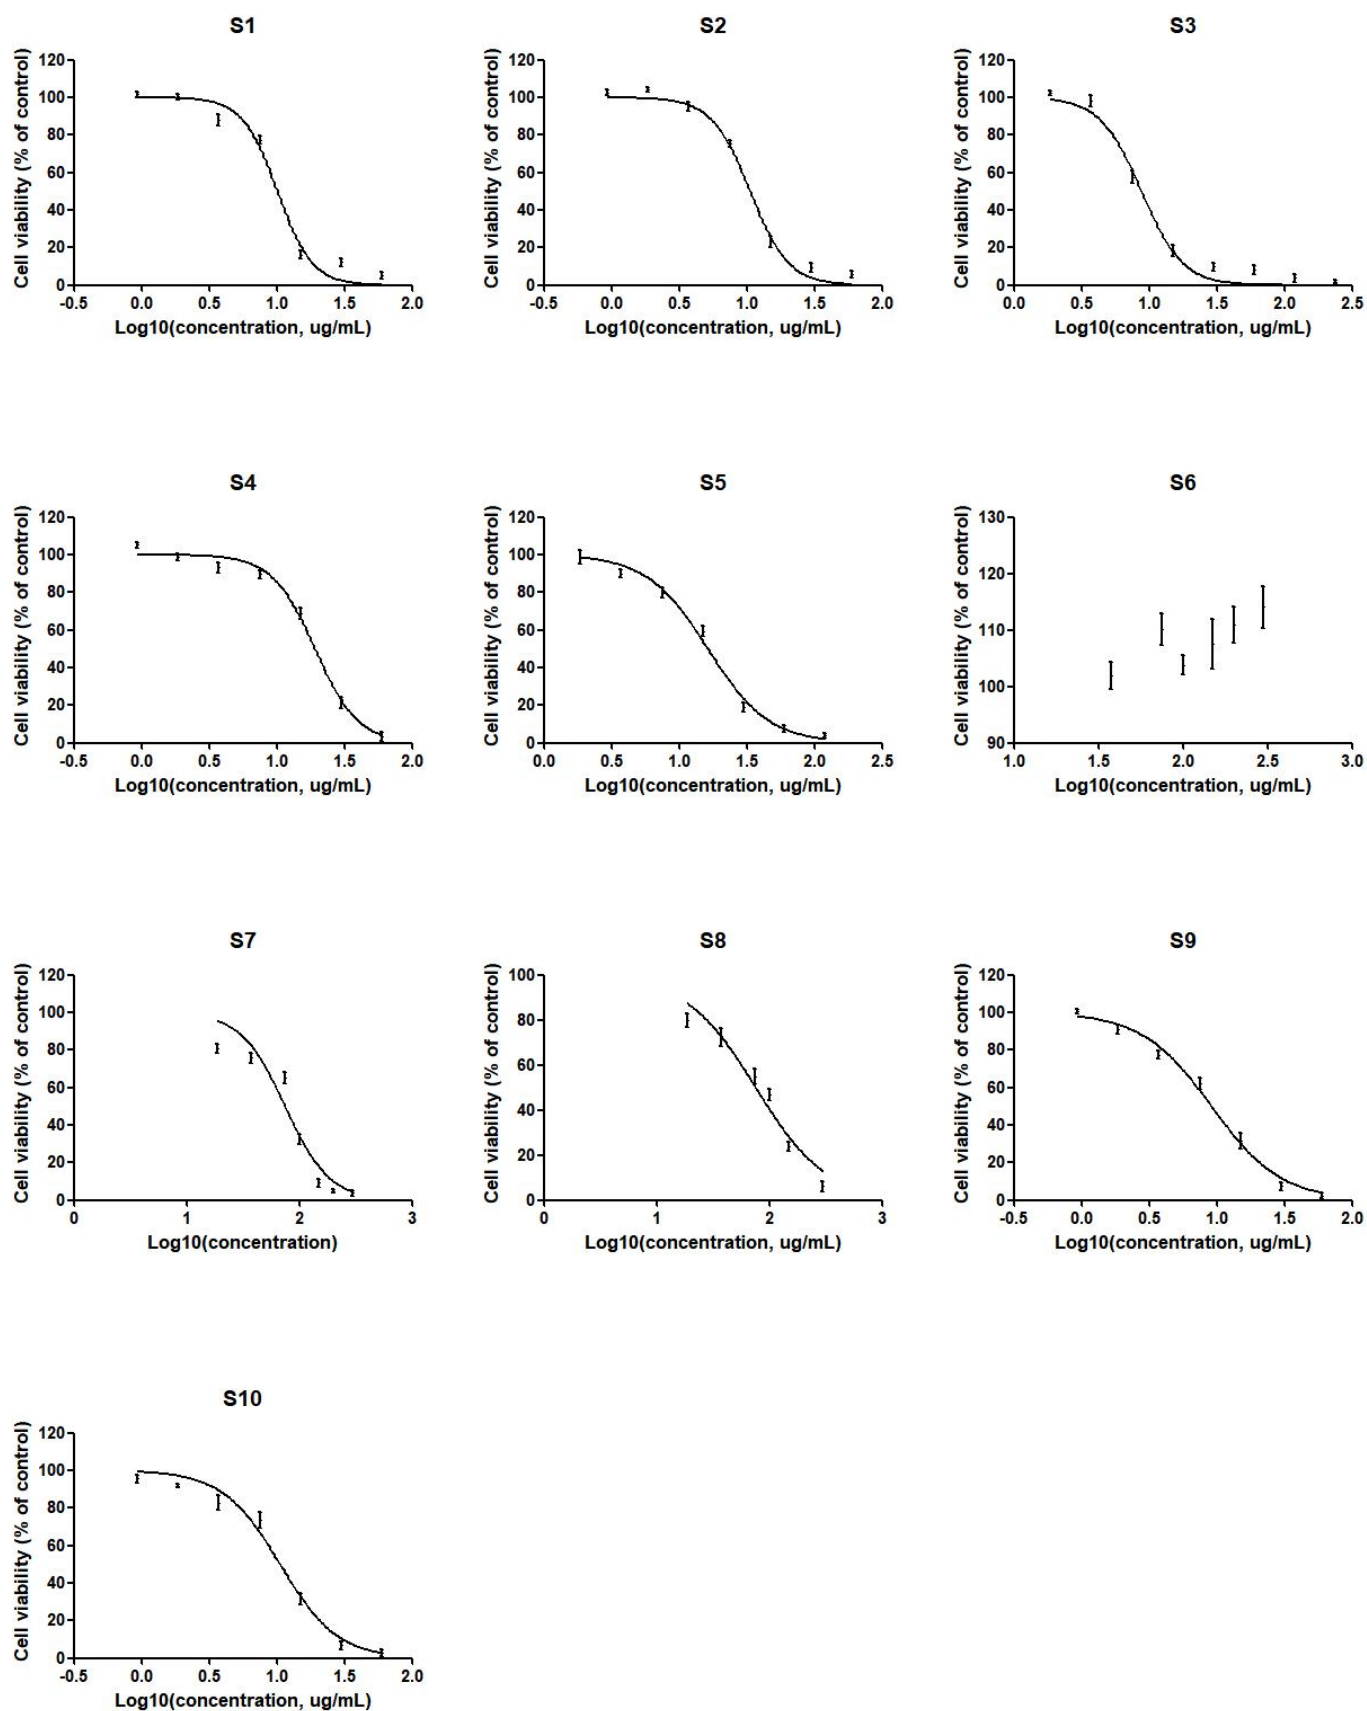 S1
Cell viability (% of control)
120
100
80
60
40
20
0
-0.5 0.0 0.5 1.0 1.5 2.0
Log10(concentration, ug/mL)
S2
Cell viability (% of control)
120
100
80
60
40
20
0
-0.5 0.0 0.5 1.0 1.5 2.0
Log10(concentration, ug/mL)
S3
Cell viability (% of control)
120
100
80
60
40
20
0
0.0 0.5 1.0 1.5 2.0 2.5
Log10(concentration, ug/mL)
S4
Cell viability (% of control)
120
100
80
60
40
20
0
-0.5 0.0 0.5 1.0 1.5 2.0
Log10(concentration, ug/mL)
S5
Cell viability (% of control)
120
100
80
60
40
20
0
0.0 0.5 1.0 1.5 2.0 2.5
Log10(concentration, ug/mL)
S6
Cell viability (% of control)
130
120
110
100
90
1.0 1.5 2.0 2.5 3.0
Log10(concentration, ug/mL)
S7
Cell viability (% of control)
120
100
80
60
40
20
0
0 1 2 3
Log10(concentration)
S8
Cell viability (% of control)
100
80
60
40
20
0
0 1 2 3
Log10(concentration, ug/mL)
S9
Cell viability (% of control)
120
100
80
60
40
20
0
-0.5 0.0 0.5 1.0 1.5 2.0
Log10(concentration, ug/mL)
S10
Cell viability (% of control)
120
100
80
60
40
20
0
-0.5 0.0 0.5 1.0 1.5 2.0
Log10(concentration, ug/mL)